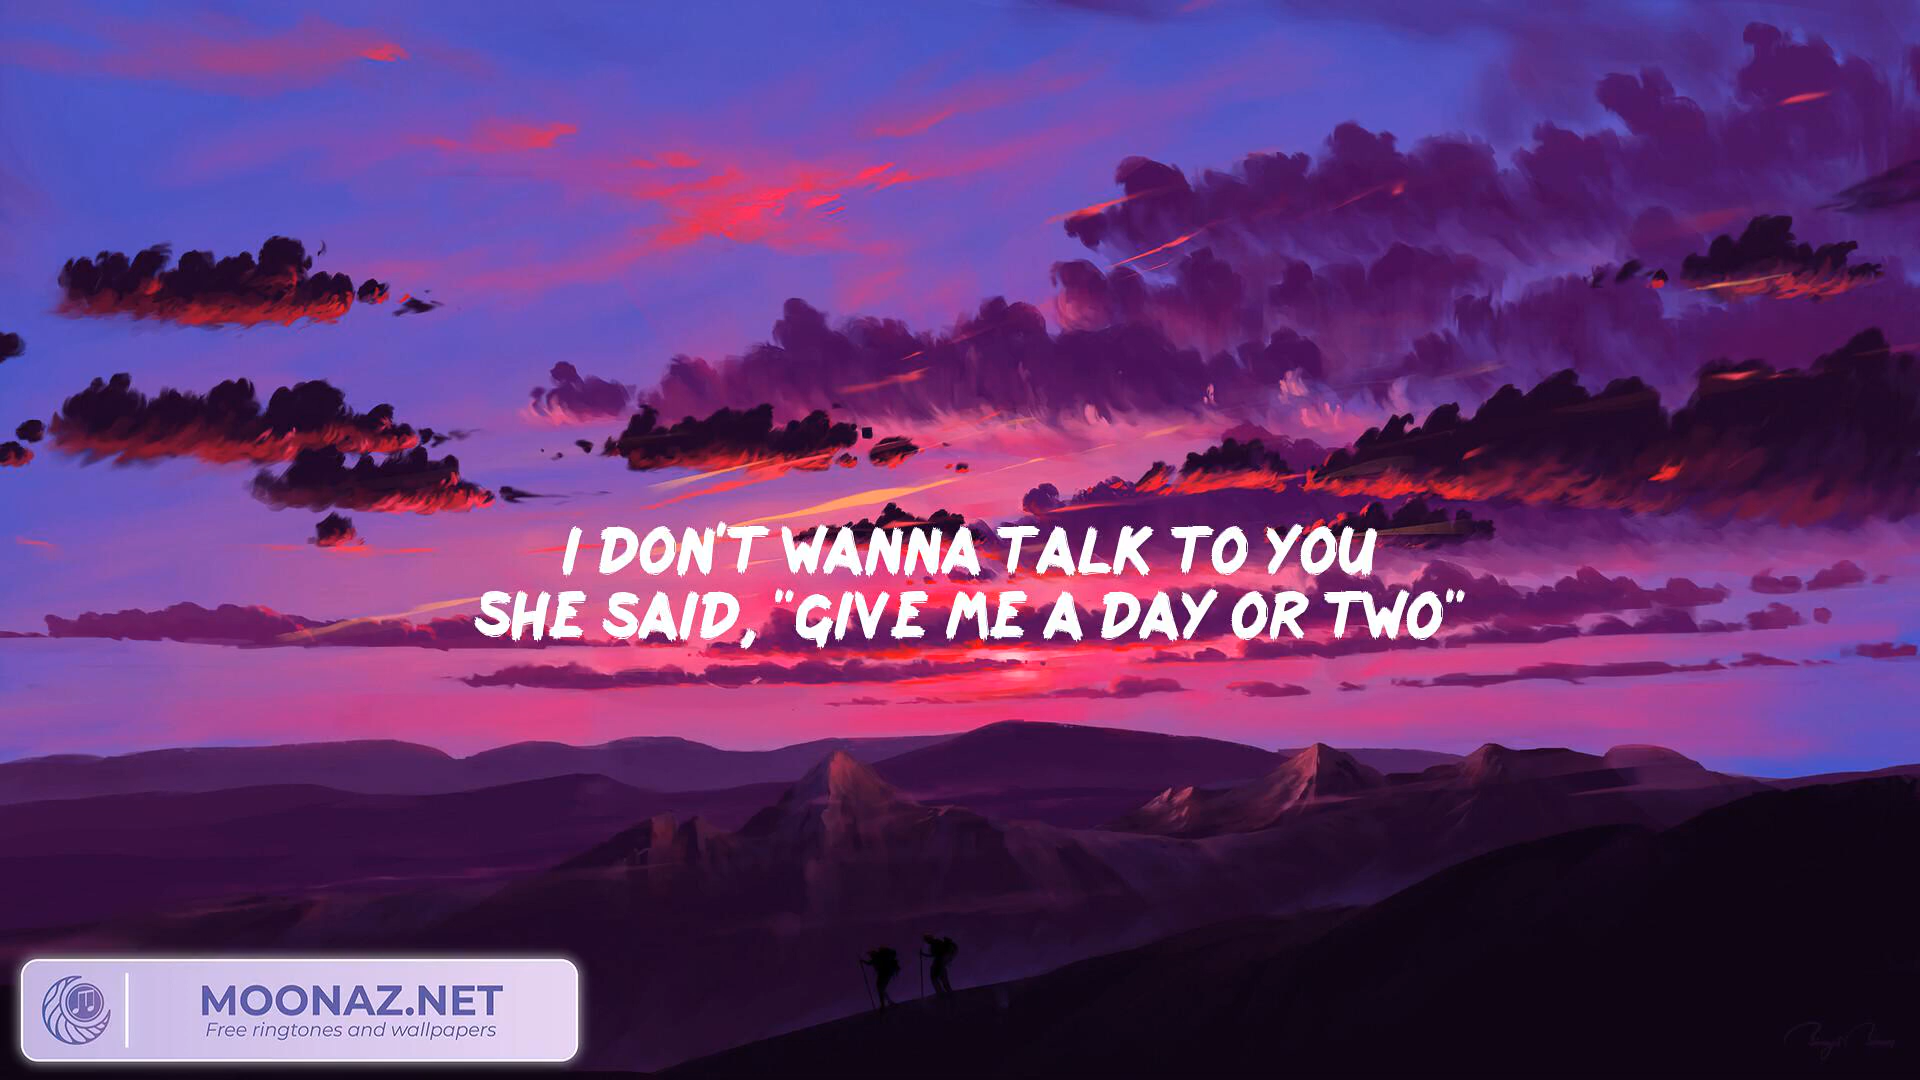 I DON'T WANNA TALK TO YOU
SHE SAID, "GIVE ME A DAY OR TWO"
MOONAZ.NET
Free ringtones and wallpapers